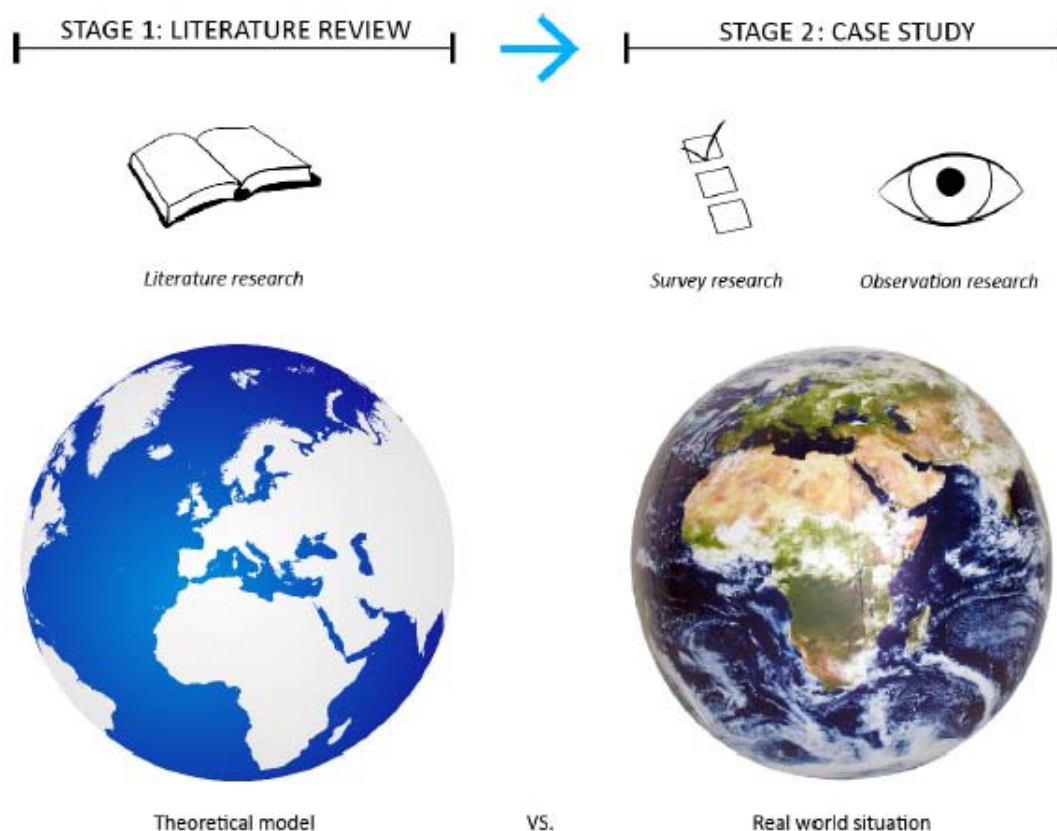 STAGE 1: LITERATURE REVIEW
STAGE 2: CASE STUDY
Literature research
Survey research
Observation research
Theoretical model
VS.
Real world situation